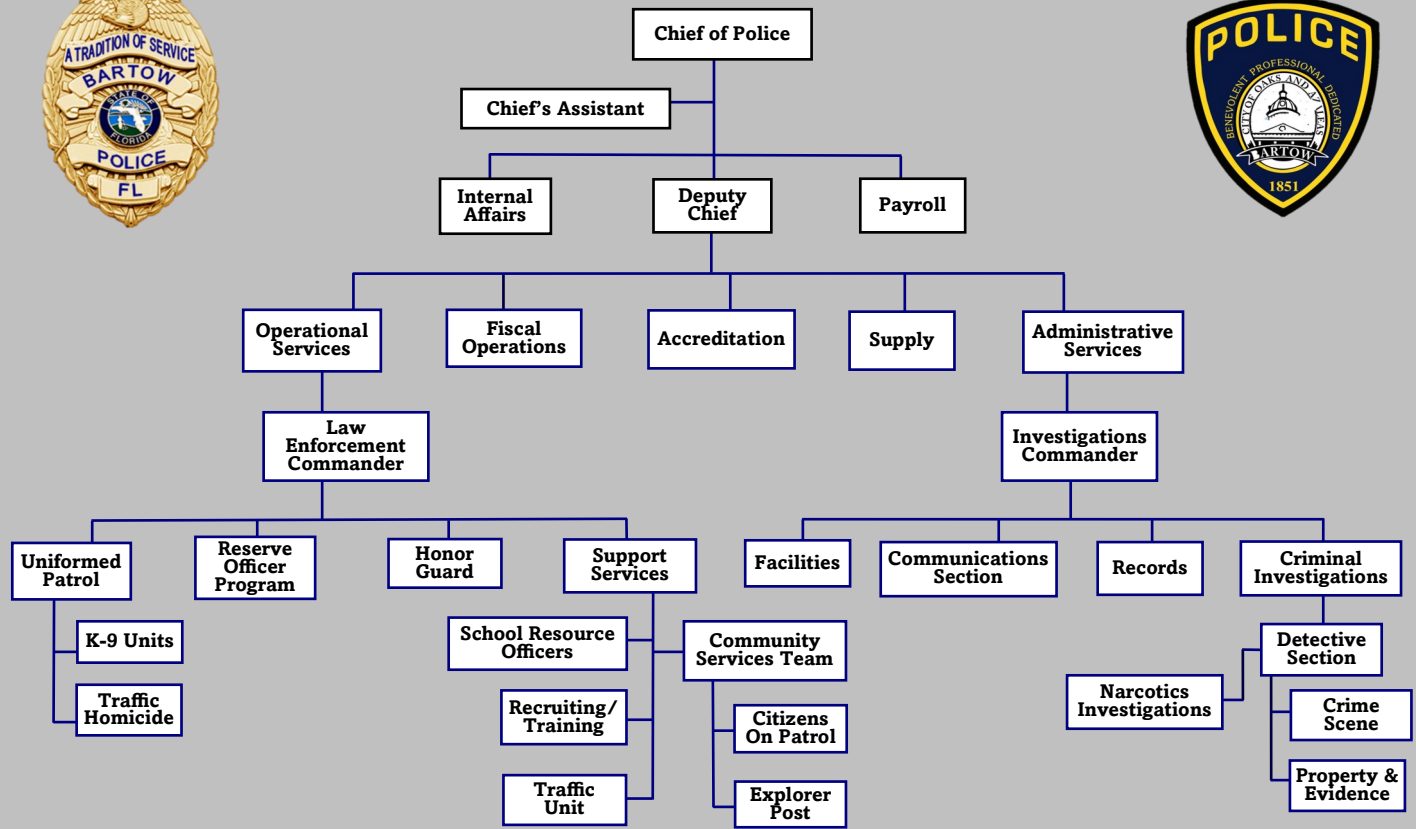 A TRADITION OF SERVICE
BARTOW
STATE OF
FLORIDA
POLICE
FL
POLICE
BENEVOLENT PROFESSIONAL DEDICATED
CITY OF OAKS AND AZALEAS
BARTOW
1851
Chief of Police
Chief's Assistant
Internal
Affairs
Deputy
Chief
Payroll
Operational
Services
Fiscal
Operations
Accreditation
Supply
Administrative
Services
Law
Enforcement
Commander
Investigations
Commander
Uniformed
Patrol
Reserve
Officer
Program
Honor
Guard
Support
Services
Facilities
Communications
Section
Records
Criminal
Investigations
K-9 Units
Traffic
Homicide
School Resource
Officers
Recruiting/
Training
Traffic
Unit
Community
Services Team
Citizens
On Patrol
Explorer
Post
Detective
Section
Narcotics
Investigations
Crime
Scene
Property &
Evidence